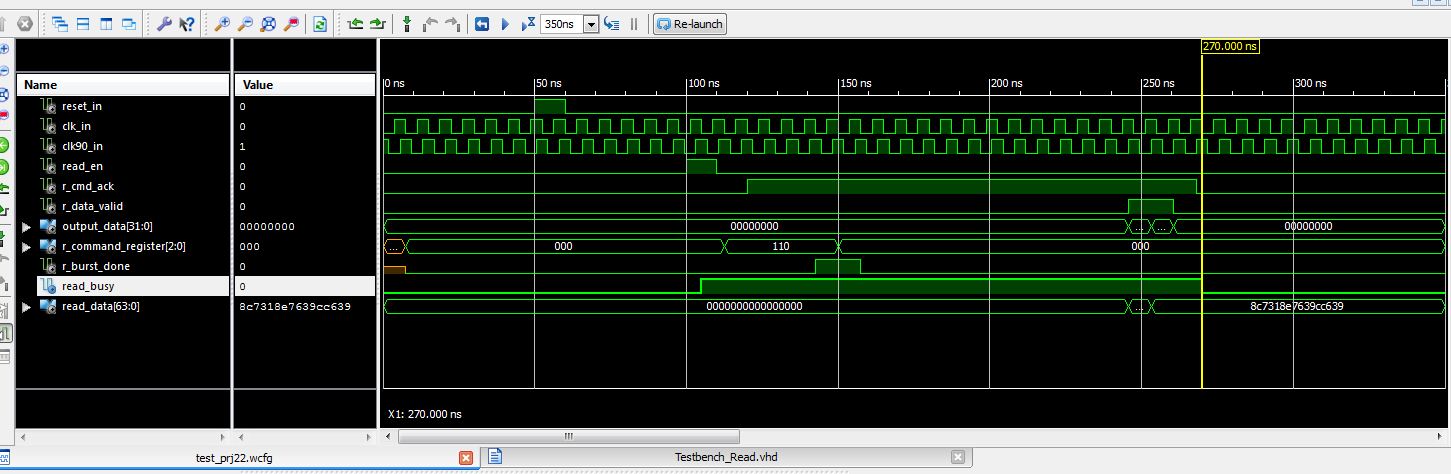 350ns Re-launch
270.000 ns
Name Value
0 ns 50 ns 100 ns 150 ns 200 ns 250 ns 300 ns
reset_in 0
clk_in 0
clk90_in 1
read_en 0
r_cmd_ack 0
r_data_valid 0
output_data[31:0] 00000000 00000000 ... ... 00000000
r_command_register[2:0] 000 ... 000 110 000
r_burst_done 0
read_busy 0
read_data[63:0] 8c7318e7639cc639 0000000000000000 ... 8c7318e7639cc639
X1: 270.000 ns
test_prj22.wcfg Testbench_Read.vhd